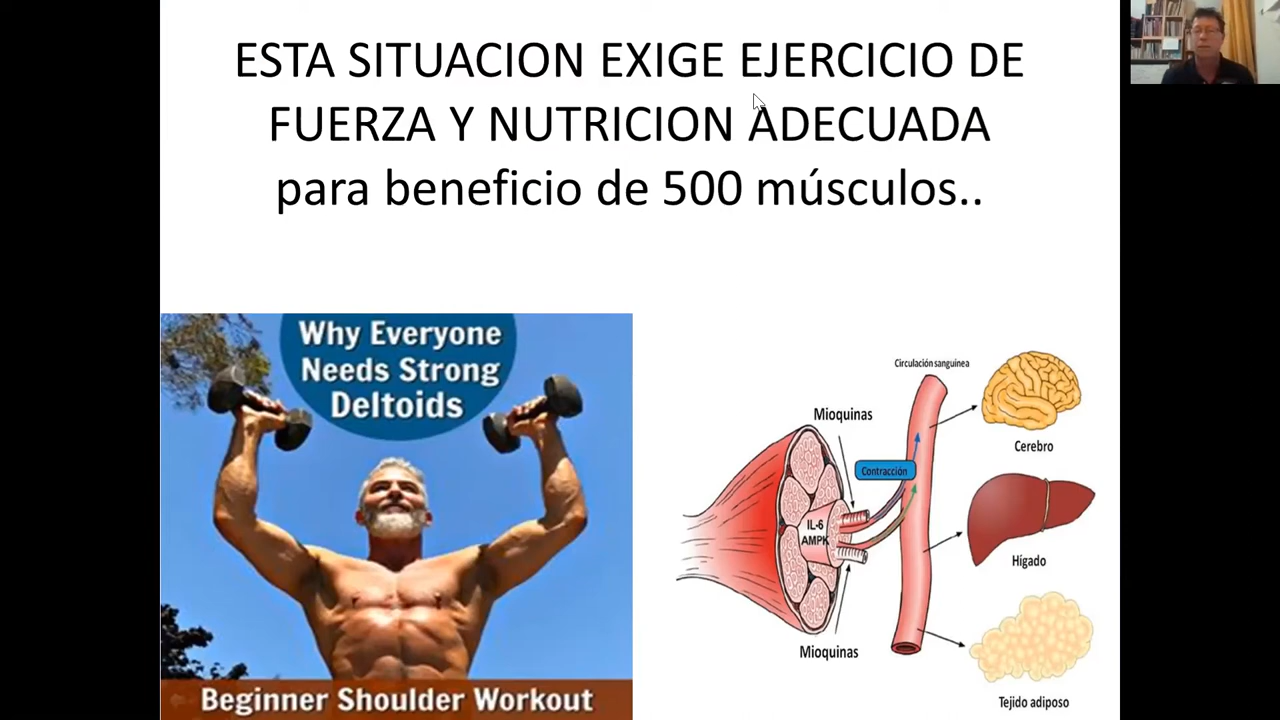 ESTA SITUACION EXIGE EJERCICIO DE
FUERZA Y NUTRICION ADECUADA
para beneficio de 500 músculos..
Why Everyone
Needs Strong
Deltoids
Beginner Shoulder Workout
Circulación sanguínea
Mioquinas
Contracción
Cerebro
IL-6
AMPK
Hígado
Mioquinas
Tejido adiposo